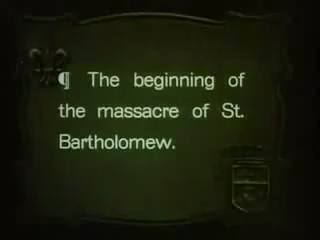 ¶ The beginning of
the massacre of St.
Bartholomew.